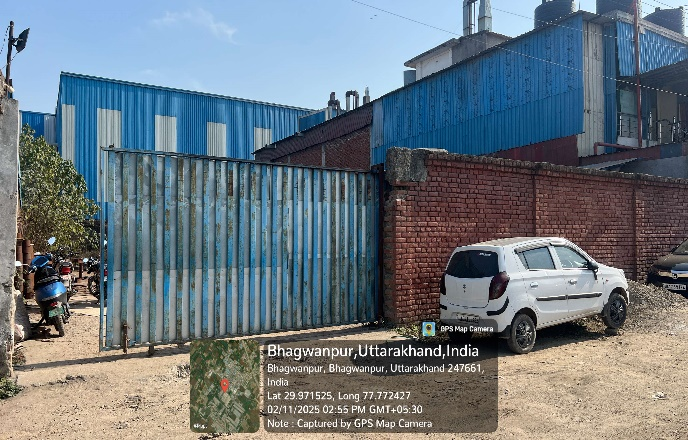 GPS Map Camera
Bhagwanpur,Uttarakhand,India
Bhagwanpur, Bhagwanpur, Uttarakhand 247661,
India
Lat 29.971525, Long 77.772427
02/11/2025 02:55 PM GMT+05:30
Note : Captured by GPS Map Camera